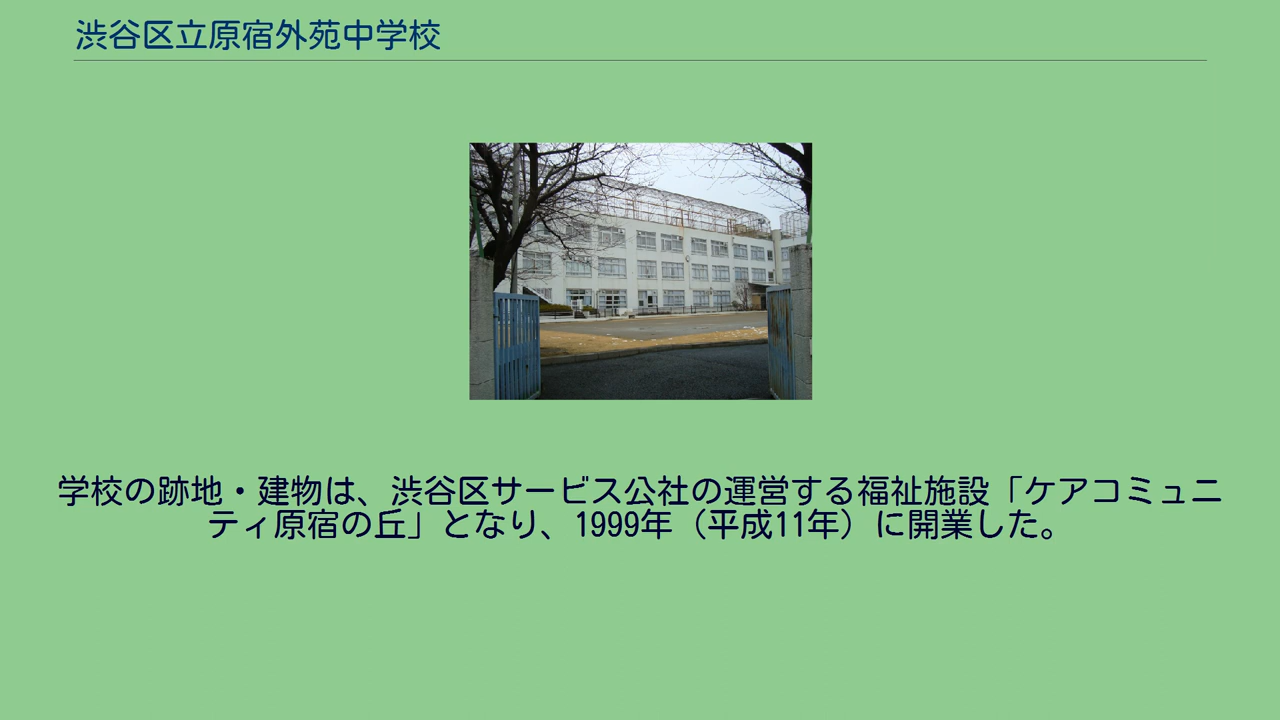 渋谷区立原宿外苑中学校
学校の跡地・建物は、渋谷区サービス公社の運営する福祉施設「ケアコミュニ
ティ原宿の丘」となり、1999年（平成11年）に開業した。